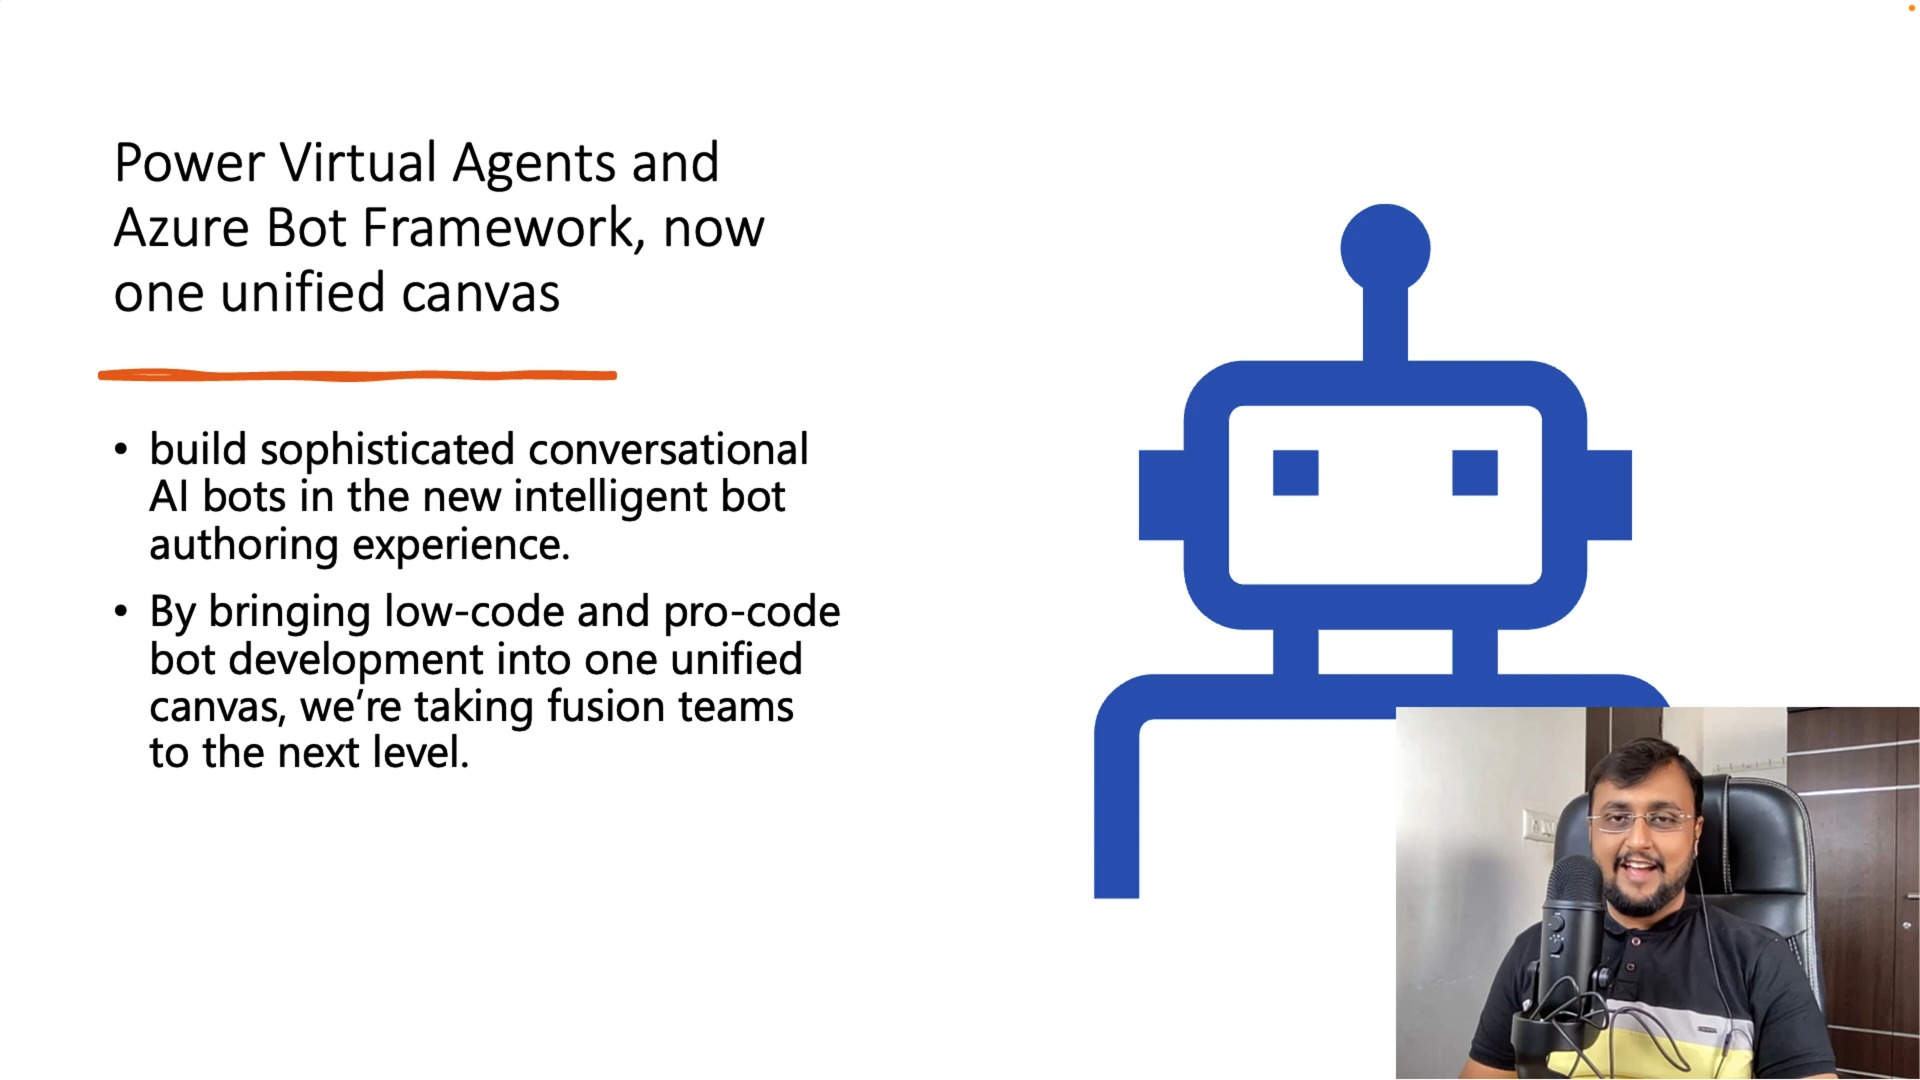 Power Virtual Agents and
Azure Bot Framework, now
one unified canvas
• build sophisticated conversational
AI bots in the new intelligent bot
authoring experience.
• By bringing low-code and pro-code
bot development into one unified
canvas, we’re taking fusion teams
to the next level.